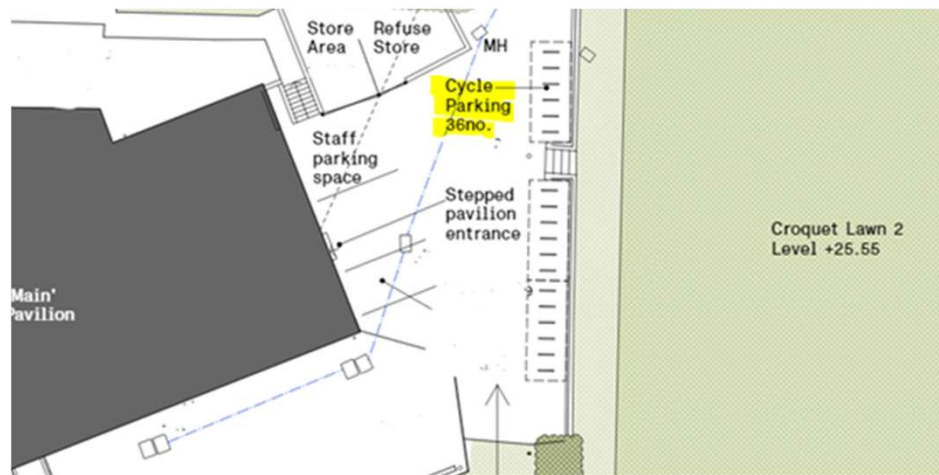 Store
Area
Refuse
Store
MH
Cycle
Parking
36no.
Staff
parking
space
Stepped
pavilion
entrance
Croquet Lawn 2
Level +25.55
Main'
Pavilion